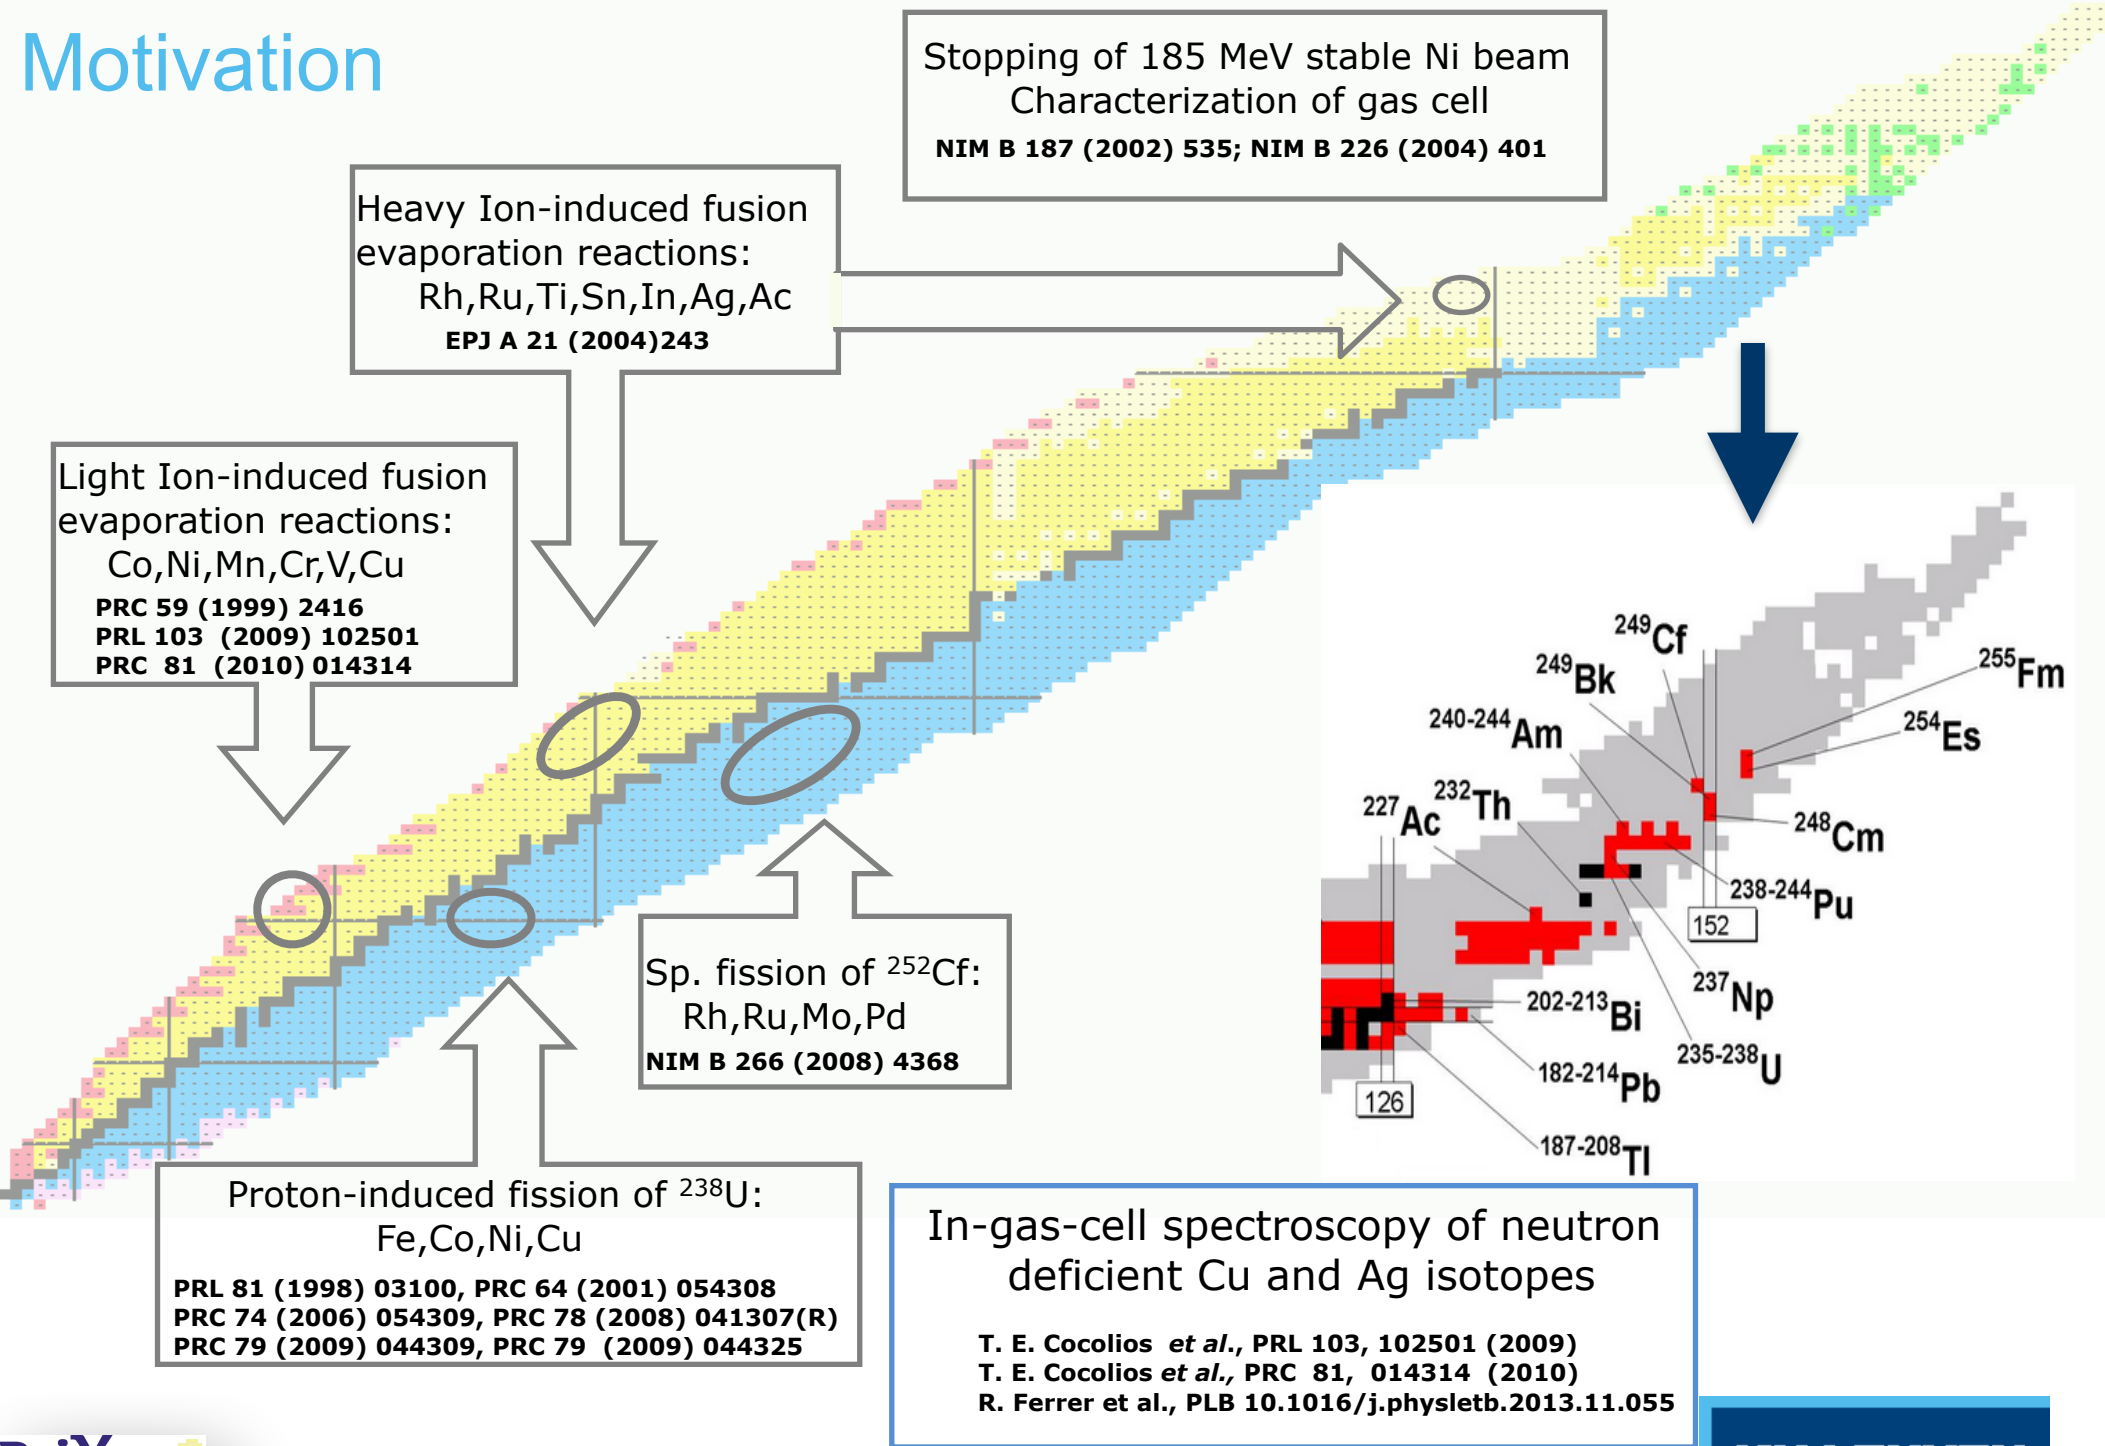 Motivation
Stopping of 185 MeV stable Ni beam
Characterization of gas cell
NIM B 187 (2002) 535; NIM B 226 (2004) 401
Heavy Ion-induced fusion
evaporation reactions:
Rh,Ru,Ti,Sn,In,Ag,Ac
EPJ A 21 (2004)243
Light Ion-induced fusion
evaporation reactions:
Co,Ni,Mn,Cr,V,Cu
PRC 59 (1999) 2416
PRL 103 (2009) 102501
PRC 81 (2010) 014314
Sp. fission of ²⁵²Cf:
Rh,Ru,Mo,Pd
NIM B 266 (2008) 4368
Proton-induced fission of ²³⁸U:
Fe,Co,Ni,Cu
PRL 81 (1998) 03100, PRC 64 (2001) 054308
PRC 74 (2006) 054309, PRC 78 (2008) 041307(R)
PRC 79 (2009) 044309, PRC 79 (2009) 044325
²⁴⁹Cf
²⁴⁹Bk
²⁵⁵Fm
²⁴⁰⁻²⁴⁴Am
²⁵⁴Es
²³²Th
²²⁷Ac
²⁴⁸Cm
²³⁸⁻²⁴⁴Pu
152
²³⁷Np
²⁰²⁻²¹³Bi
²³⁵⁻²³⁸U
¹⁸²⁻²¹⁴Pb
126
¹⁸⁷⁻²⁰⁸Tl
In-gas-cell spectroscopy of neutron
deficient Cu and Ag isotopes
T. E. Cocolios et al., PRL 103, 102501 (2009)
T. E. Cocolios et al., PRC 81, 014314 (2010)
R. Ferrer et al., PLB 10.1016/j.physletb.2013.11.055